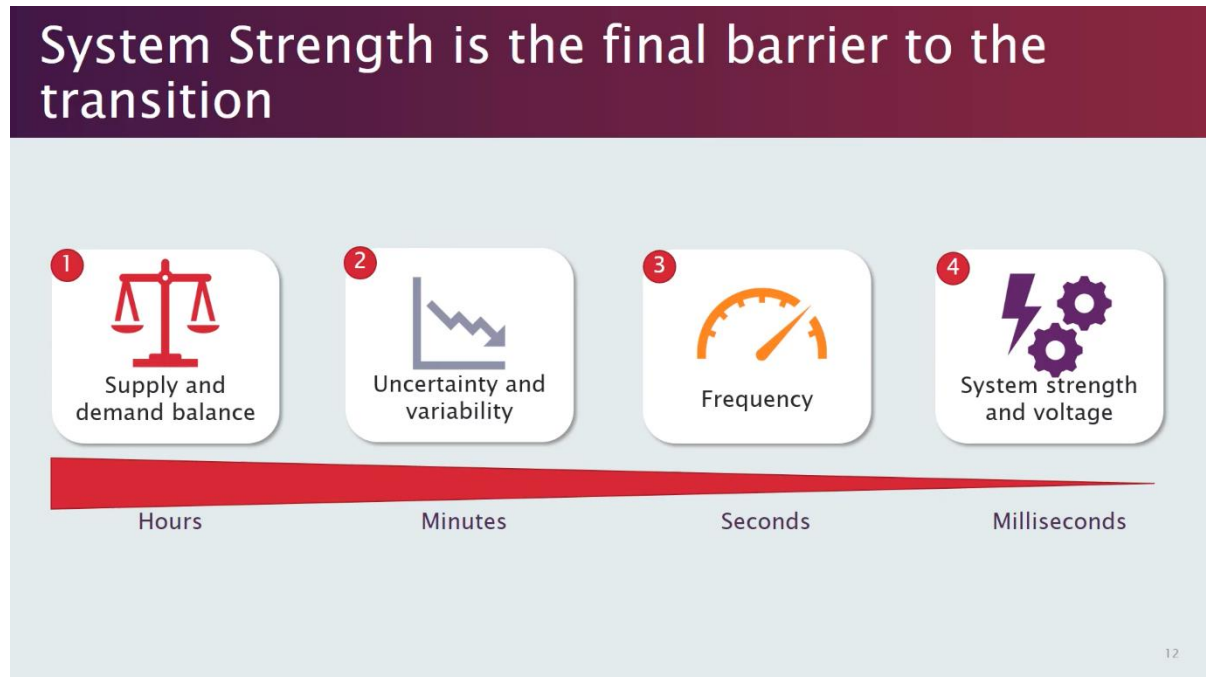 System Strength is the final barrier to the
transition
1
Supply and
demand balance
2
Uncertainty and
variability
3
Frequency
4
System strength
and voltage
Hours
Minutes
Seconds
Milliseconds
12